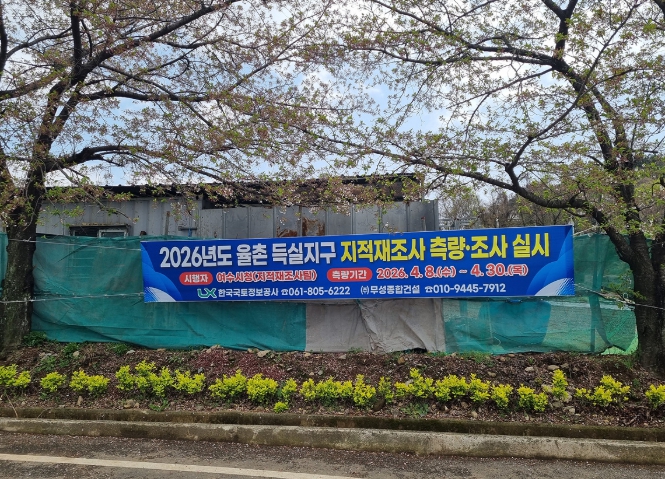 2026년도 율촌 득실지구 지적재조사 측량·조사 실시
시행자 여수시청(지적재조사팀) 측량기간 2026. 4. 8.(수) ~ 4. 30.(목)
LX 한국국토정보공사 ☎061-805-6222 ㈜무성종합건설 ☎010-9445-7912